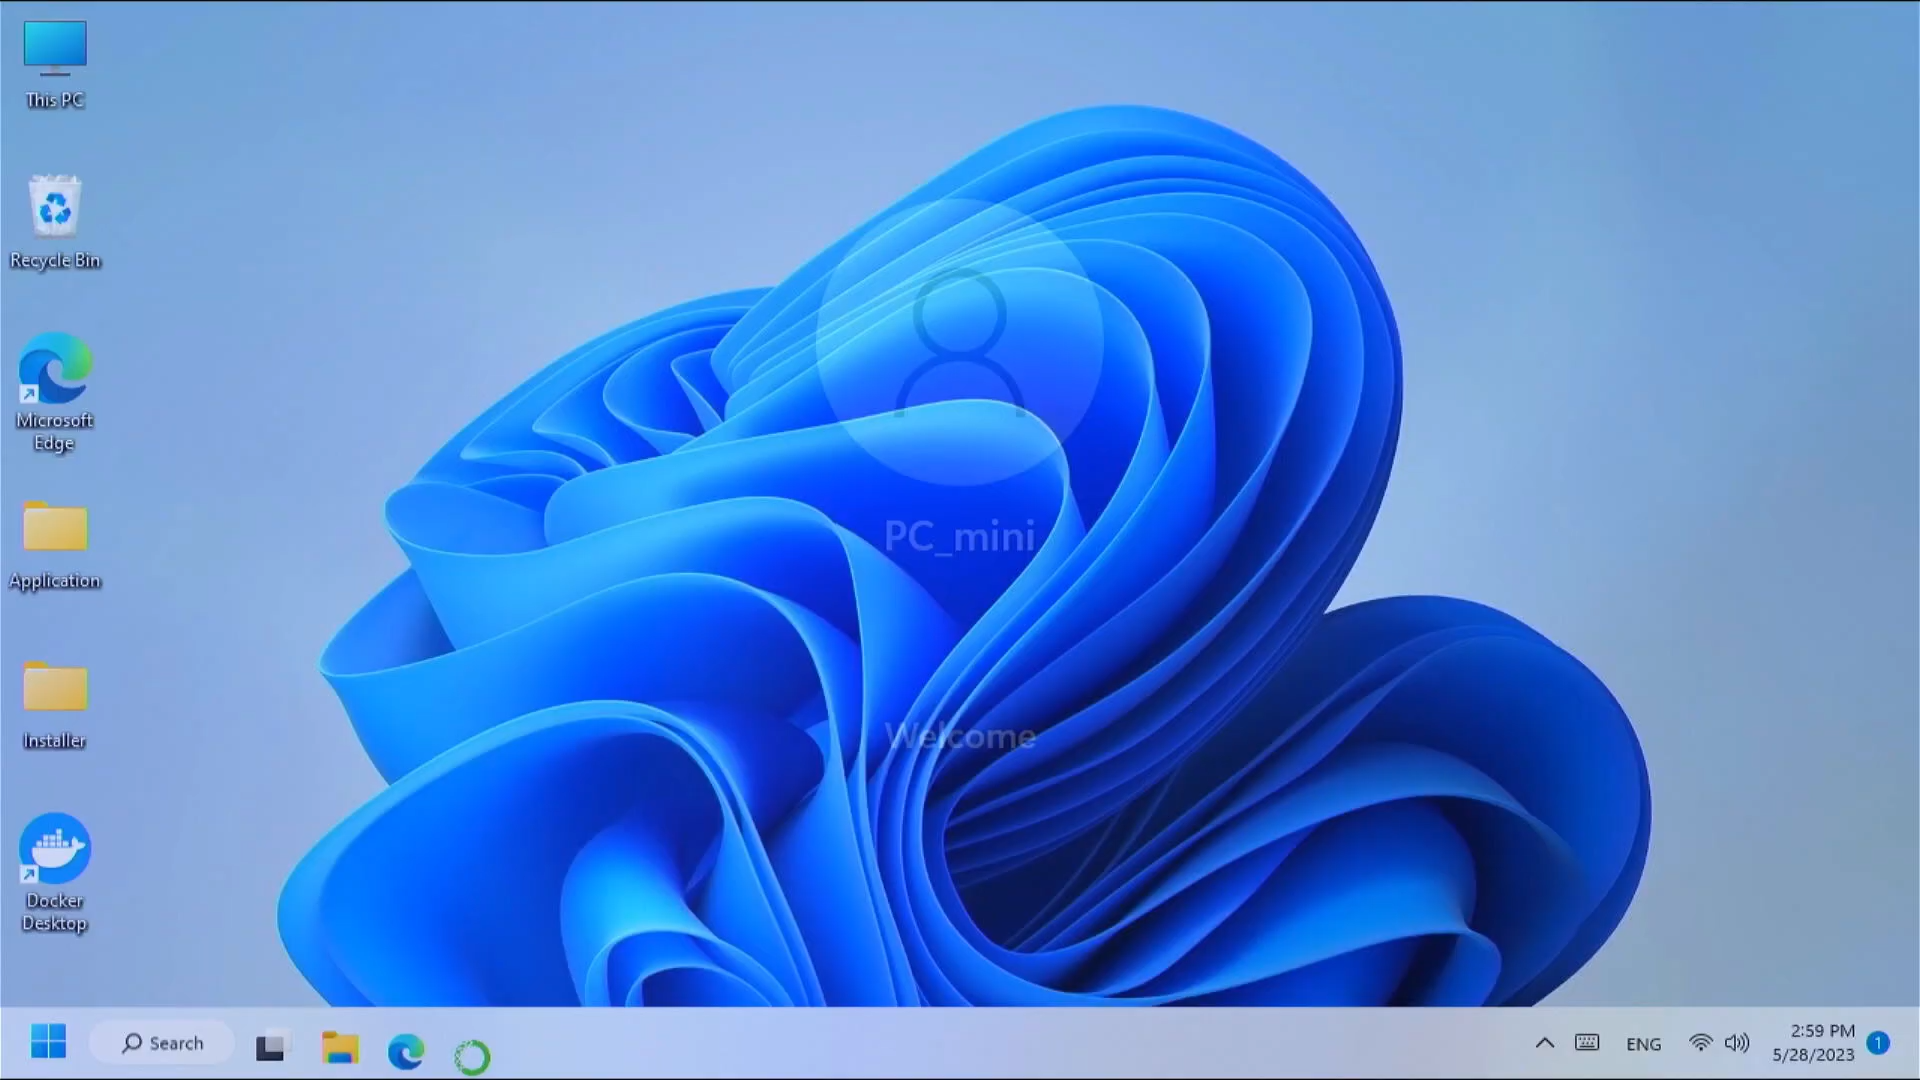 This PC
Recycle Bin
Microsoft
Edge
Application
Installer
Docker
Desktop
PC_mini
Welcome
Search
ENG
2:59 PM
5/28/2023
1